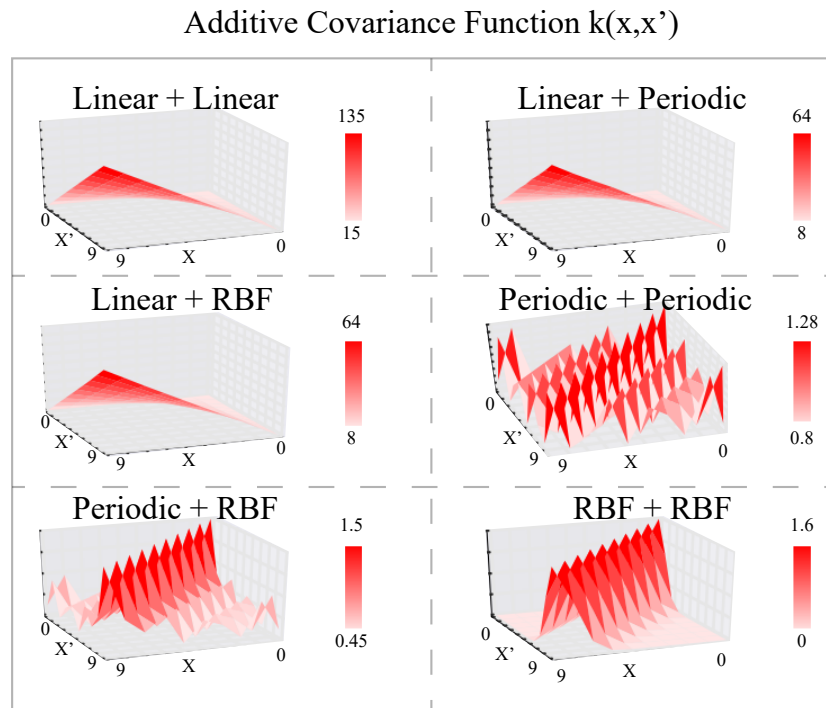 Additive Covariance Function k(x,x’)
Linear + Linear
135
15
0
X’
9
9
X
0
Linear + Periodic
64
8
0
X’
9
9
X
0
Linear + RBF
64
8
0
X’
9
9
X
0
Periodic + Periodic
1.28
0.8
0
X’
9
9
X
0
Periodic + RBF
1.5
0.45
0
X’
9
9
X
0
RBF + RBF
1.6
0
0
X’
9
9
X
0